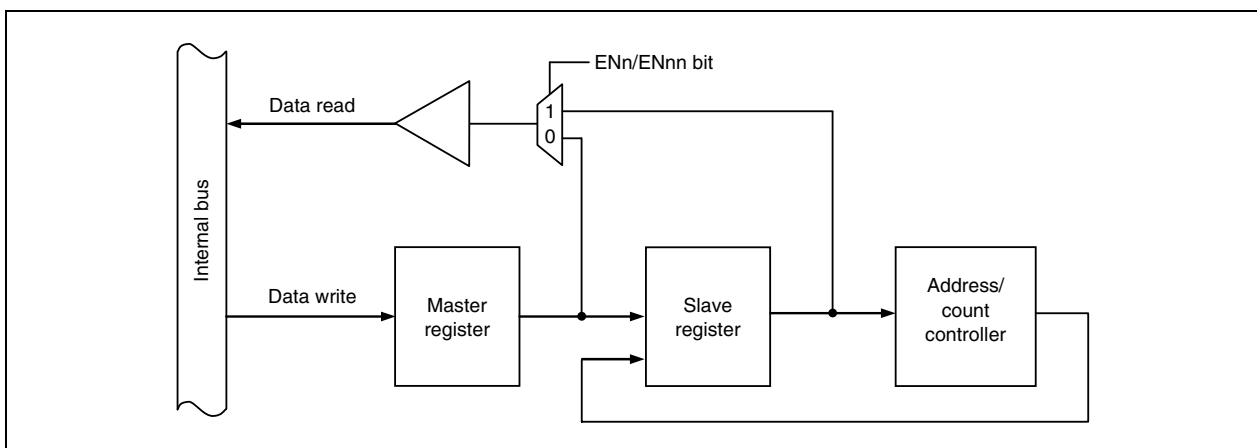 ENn/ENnn bit
Data read
1
0
Internal bus
Data write
Master
register
Slave
register
Address/
count
controller